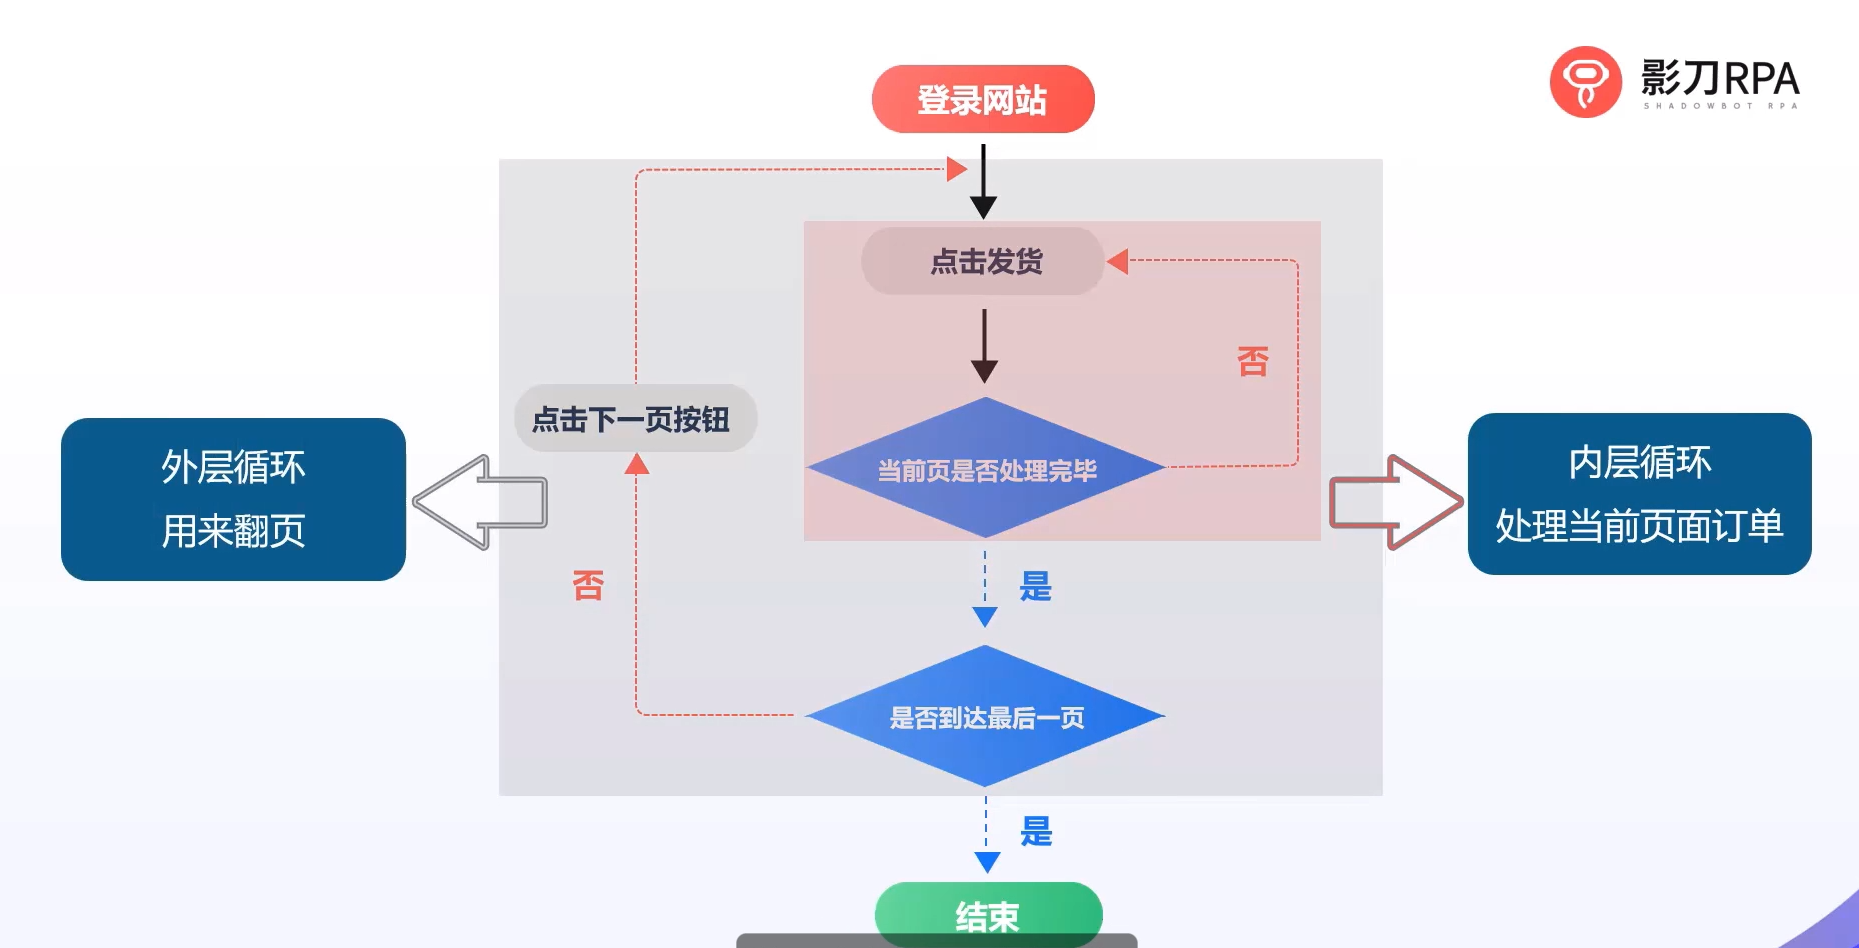 影刀RPA
SHADOWBOT RPA
登录网站
点击发货
否
点击下一页按钮
当前页是否处理完毕
外层循环
用来翻页
内层循环
处理当前页面订单
否
是
是否到达最后一页
是
结束